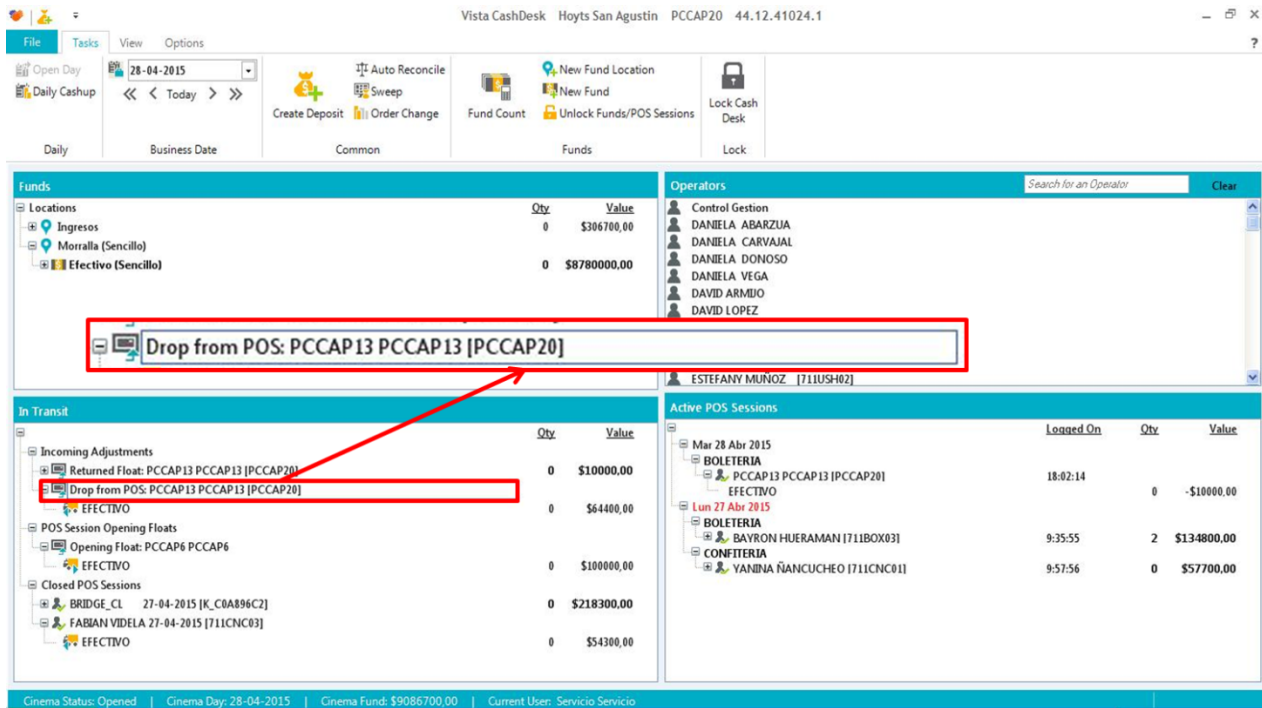 Vista CashDesk Hoyts San Agustin PCCAP20 44.12.41024.1
File Tasks View Options ?
Open Day
Daily Cashup
Daily
28-04-2015
Today
Business Date
Create Deposit
Auto Reconcile
Sweep
Order Change
Common
Fund Count
New Fund Location
New Fund
Unlock Funds/POS Sessions
Funds
Lock Cash
Desk
Lock
Funds
Locations Qty Value
Ingresos 0 $306700,00
Morralla (Sencillo)
Efectivo (Sencillo) 0 $8780000,00
Operators Search for an Operator Clear
Control Gestion
DANIELA ABARZUA
DANIELA CARVAJAL
DANIELA DONOSO
DANIELA VEGA
DAVID ARMIJO
DAVID LOPEZ
Drop from POS: PCCAP13 PCCAP13 [PCCAP20]
ESTEFANY MUÑOZ [711USH02]
In Transit
Qty Value
Incoming Adjustments
Returned Float: PCCAP13 PCCAP13 [PCCAP20] 0 $10000,00
Drop from POS: PCCAP13 PCCAP13 [PCCAP20]
EFECTIVO 0 $64400,00
POS Session Opening Floats
Opening Float: PCCAP6 PCCAP6
EFECTIVO 0 $100000,00
Closed POS Sessions
BRIDGE_CL 27-04-2015 [K_C0A896C2] 0 $218300,00
FABIAN VIDELA 27-04-2015 [711CNC03]
EFECTIVO 0 $54300,00
Active POS Sessions
Logged On Qty Value
Mar 28 Abr 2015
BOLETERIA
PCCAP13 PCCAP13 [PCCAP20] 18:02:14
EFECTIVO 0 -$10000,00
Lun 27 Abr 2015
BOLETERIA
BAYRON HUERAMAN [711BOX03] 9:35:55 2 $134800,00
CONFITERIA
YANINA ÑANCUCHEO [711CNC01] 9:57:56 0 $57700,00
Cinema Status: Opened | Cinema Day: 28-04-2015 | Cinema Fund: $9086700,00 | Current User: Servicio Servicio